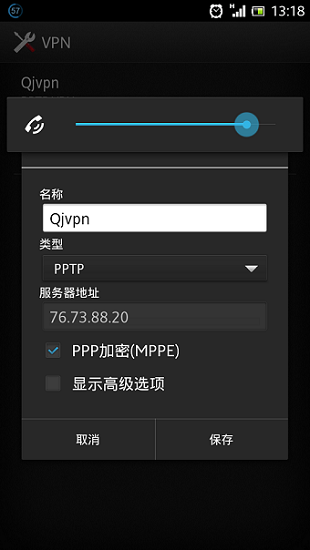 57
13:18
VPN
Qjvpn
名称
Qjvpn
类型
PPTP
服务器地址
76.73.88.20
PPP加密(MPPE)
显示高级选项
取消
保存